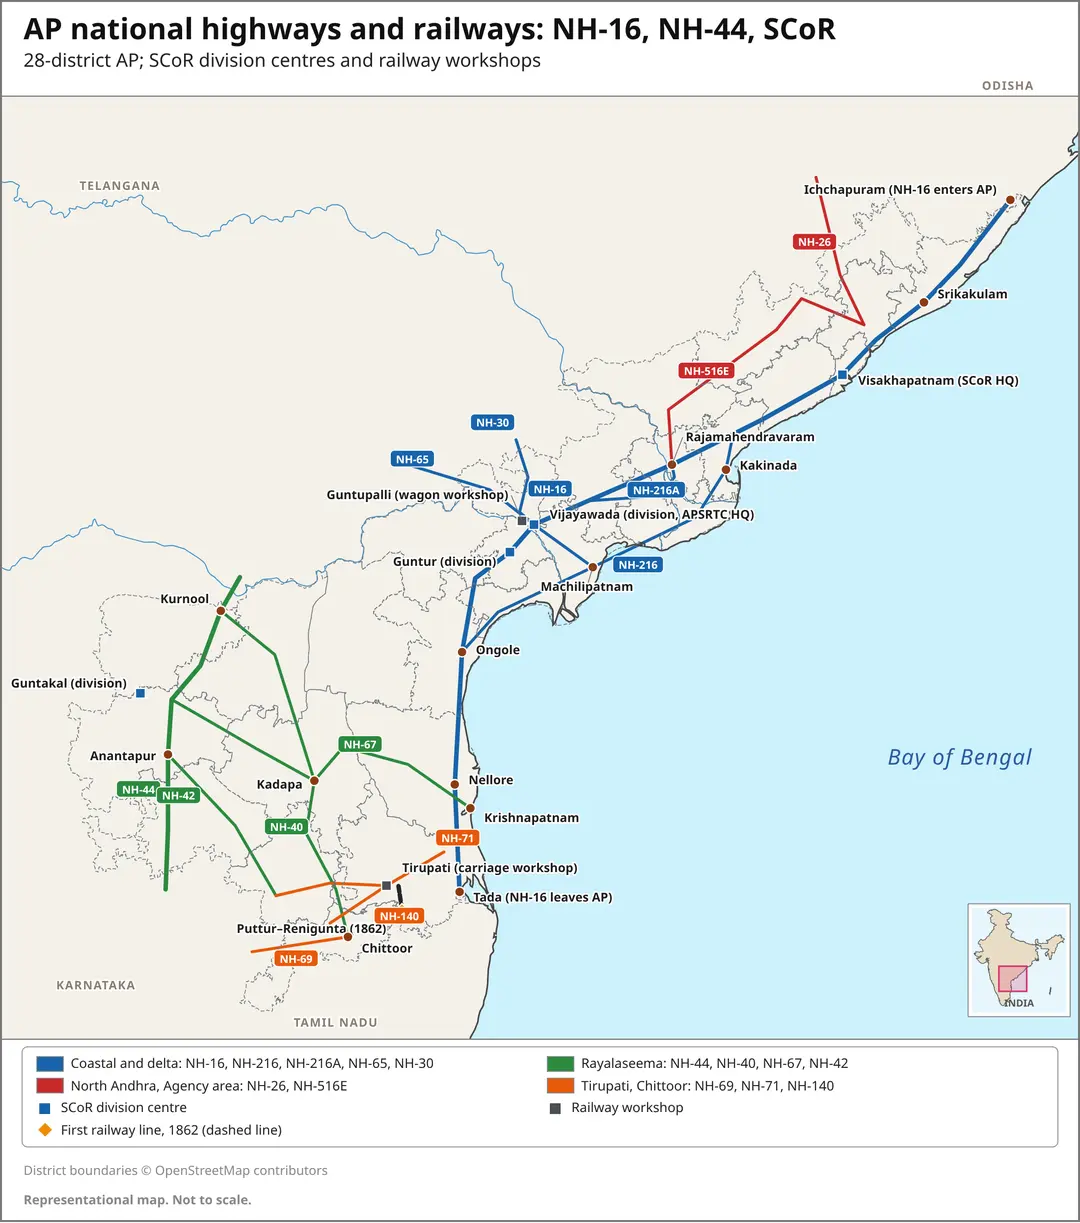 AP national highways and railways: NH-16, NH-44, SCoR
28-district AP; SCoR division centres and railway workshops
ODISHA
TELANGANA
Ichchapuram (NH-16 enters AP)
NH-26
Srikakulam
NH-516E
Visakhapatnam (SCoR HQ)
NH-30
Rajamahendravaram
NH-65
Kakinada
NH-16
NH-216A
Guntupalli (wagon workshop)
Vijayawada (division, APSRTC HQ)
Guntur (division)
NH-216
Machilipatnam
Kurnool
Ongole
Guntakal (division)
NH-67
Anantapur
Bay of Bengal
Kadapa
Nellore
NH-44
NH-42
Krishnapatnam
NH-40
NH-71
Tirupati (carriage workshop)
Tada (NH-16 leaves AP)
NH-140
Puttur–Renigunta (1862)
Chittoor
NH-69
KARNATAKA
INDIA
TAMIL NADU
Coastal and delta: NH-16, NH-216, NH-216A, NH-65, NH-30
Rayalaseema: NH-44, NH-40, NH-67, NH-42
North Andhra, Agency area: NH-26, NH-516E
Tirupati, Chittoor: NH-69, NH-71, NH-140
SCoR division centre
Railway workshop
First railway line, 1862 (dashed line)
District boundaries © OpenStreetMap contributors
Representational map. Not to scale.